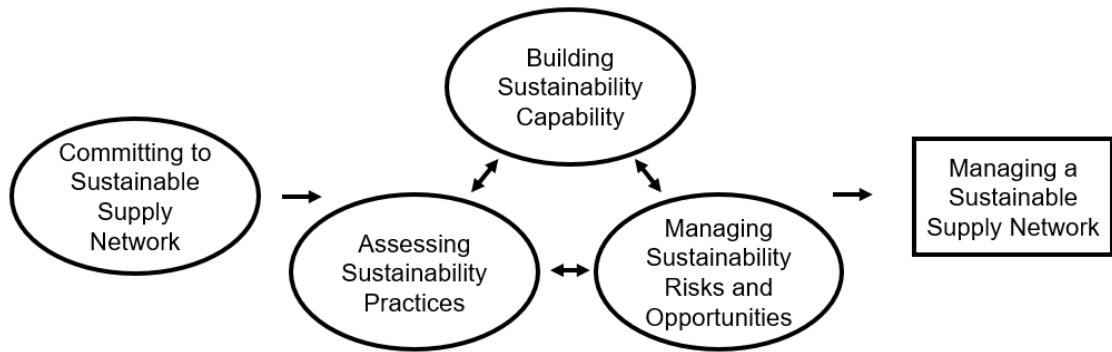 Building
Sustainability
Capability
Committing to
Sustainable
Supply
Network
Assessing
Sustainability
Practices
Managing
Sustainability
Risks and
Opportunities
Managing a
Sustainable
Supply Network